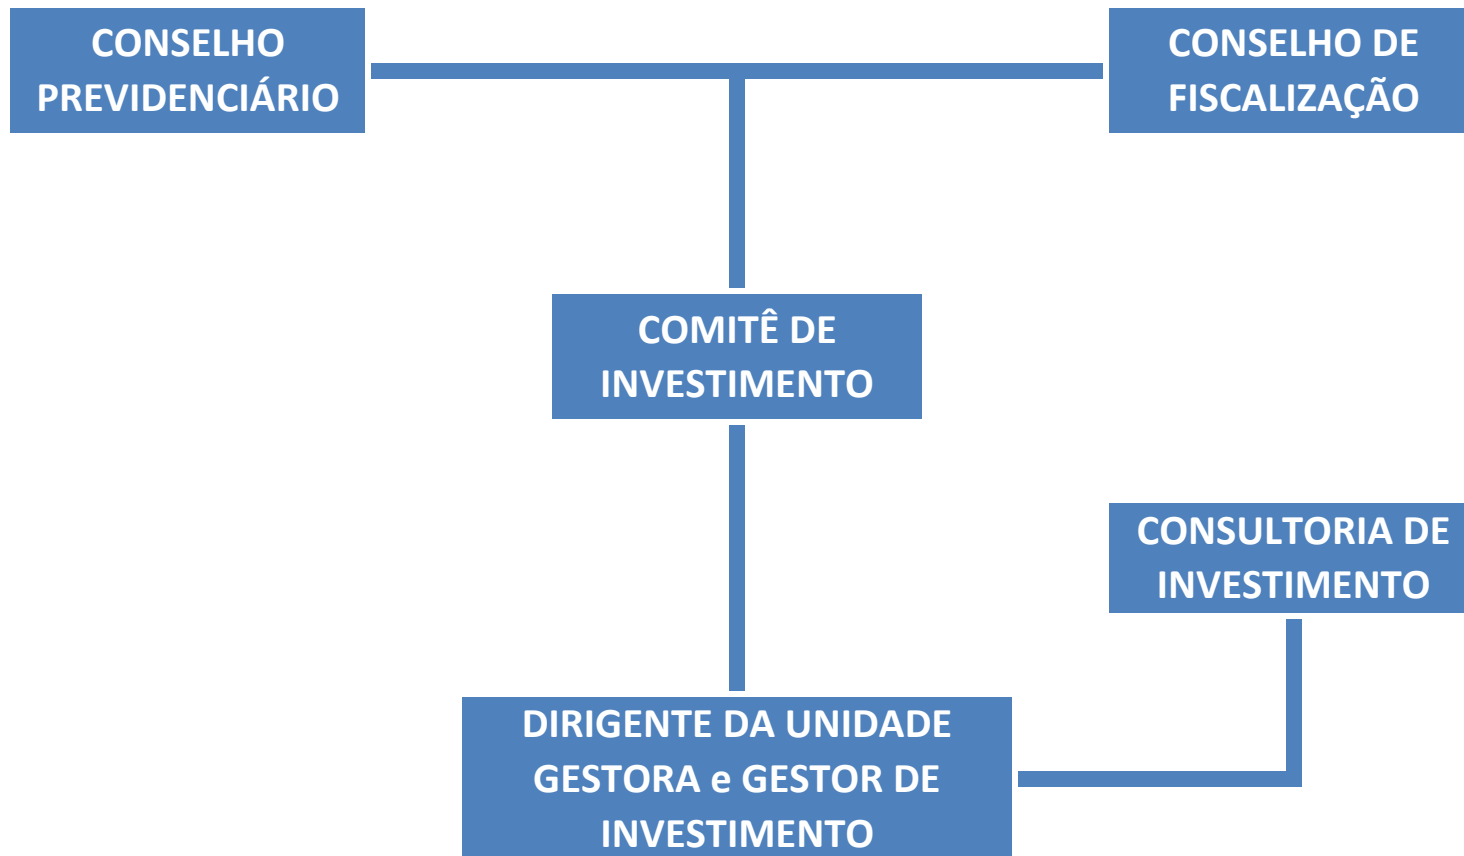 CONSELHO
PREVIDENCIÁRIO
CONSELHO DE
FISCALIZAÇÃO
COMITÊ DE
INVESTIMENTO
CONSULTORIA DE
INVESTIMENTO
DIRIGENTE DA UNIDADE
GESTORA e GESTOR DE
INVESTIMENTO